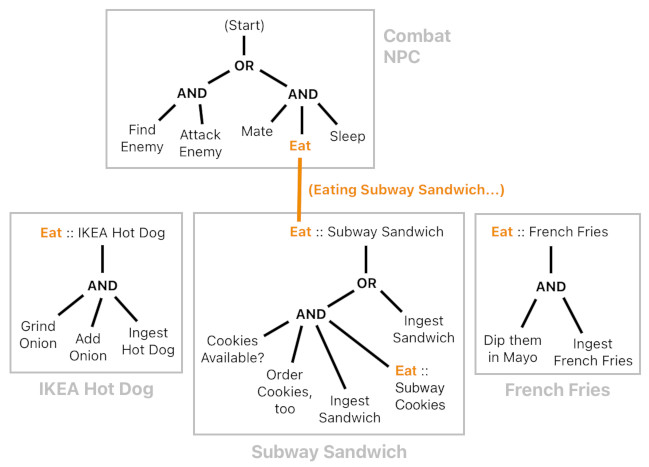 (Start)
Combat
NPC
OR
AND
AND
Find
Enemy
Attack
Enemy
Mate
Eat
Sleep
(Eating Subway Sandwich...)
Eat :: IKEA Hot Dog
AND
Grind
Onion
Add
Onion
Ingest
Hot Dog
IKEA Hot Dog
Eat :: Subway Sandwich
OR
AND
Ingest
Sandwich
Cookies
Available?
Order
Cookies,
too
Ingest
Sandwich
Eat ::
Subway
Cookies
Subway Sandwich
Eat :: French Fries
AND
Dip them
in Mayo
Ingest
French Fries
French Fries